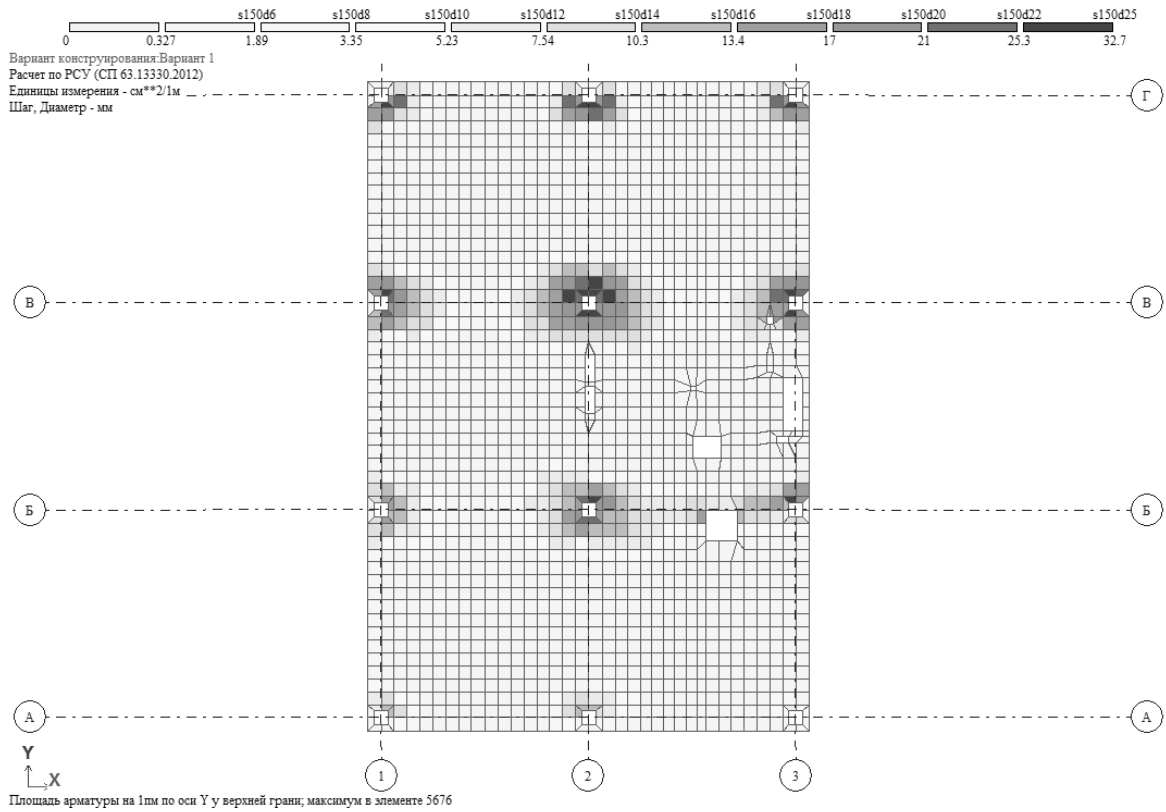 s150d6 s150d8 s150d10 s150d12 s150d14 s150d16 s150d18 s150d20 s150d22 s150d25
0 0.327 1.89 3.35 5.23 7.54 10.3 13.4 17 21 25.3 32.7
Вариант конструирования:Вариант 1
Расчет по РСУ (СП 63.13330.2012)
Единицы измерения - см**2/1м
Шаг, Диаметр - мм
Г
В В
Б Б
А А
Y
X
1 2 3
Площадь арматуры на 1пм по оси Y у верхней грани; максимум в элементе 5676